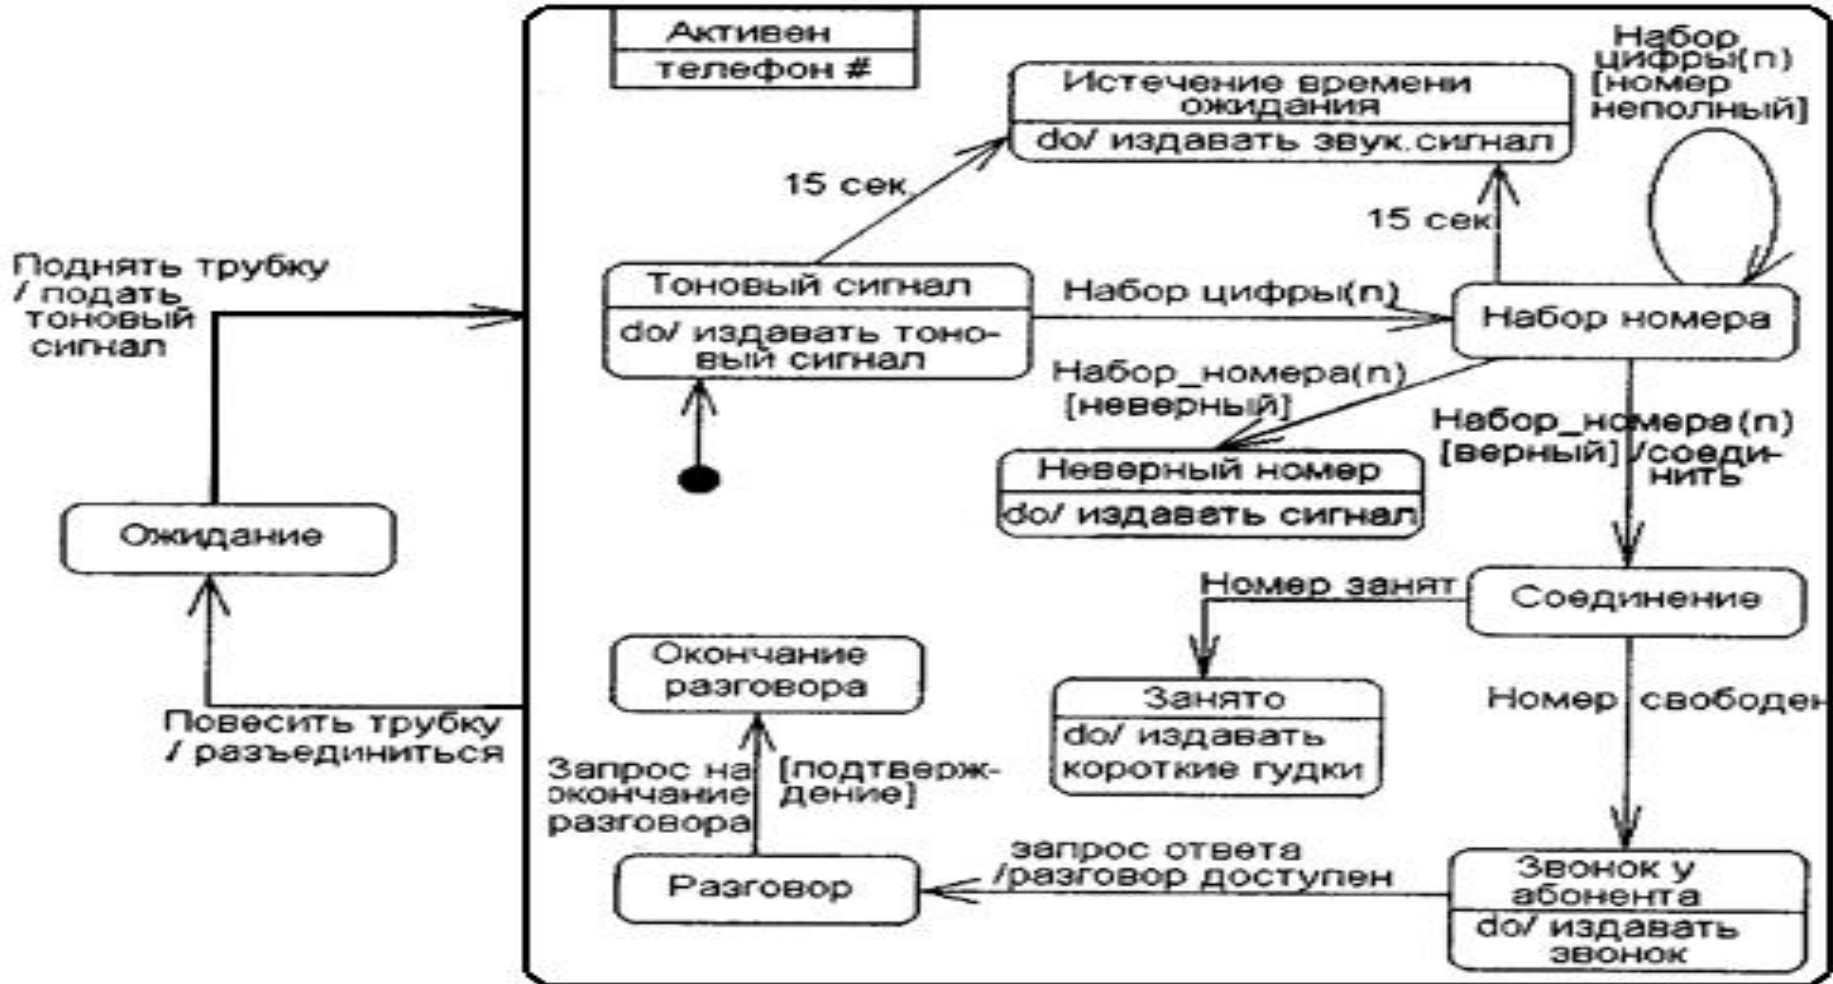 Активен
телефон #
Набор
цифры(n)
[номер
неполный]
Истечение времени
ожидания
do/ издавать звук.сигнал
15 сек
15 сек
Поднять трубку
/ подать
тоновый
сигнал
Тоновый сигнал
do/ издавать тоно-
вый сигнал
Набор цифры(n)
Набор номера
Набор_номера(n)
[неверный]
Набор_номера(n)
[верный] /соеди-
нить
Неверный номер
do/ издавать сигнал
Ожидание
Номер занят
Соединение
Окончание
разговора
Занято
do/ издавать
короткие гудки
Номер свободен
Повесить трубку
/ разъединиться
Запрос на
окончание
разговора
[подтверж-
дение]
запрос ответа
/разговор доступен
Разговор
Звонок у
абонента
do/ издавать
звонок